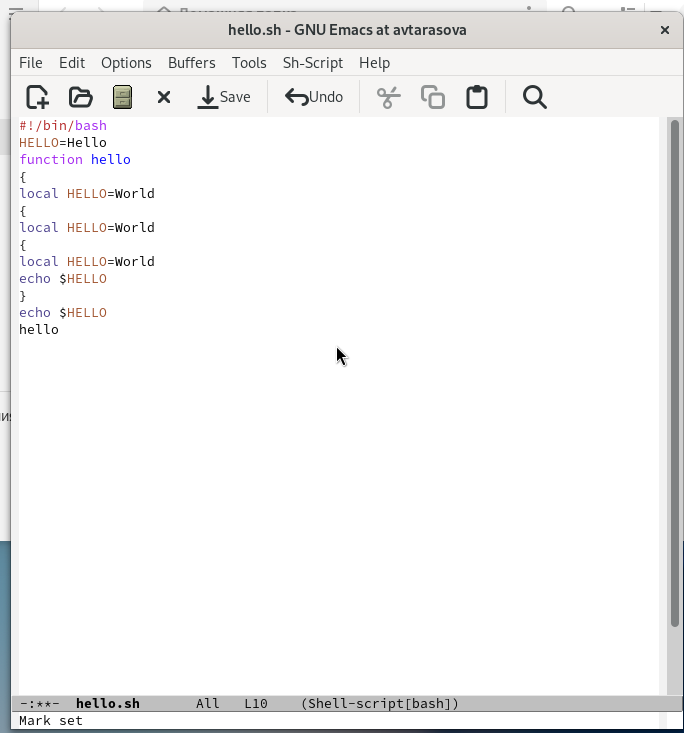 hello.sh - GNU Emacs at avtarasova
File Edit Options Buffers Tools Sh-Script Help
Save Undo
#!/bin/bash
HELLO=Hello
function hello
{
local HELLO=World
{
local HELLO=World
{
local HELLO=World
echo $HELLO
}
echo $HELLO
hello
-:**- hello.sh All L10 (Shell-script[bash])
Mark set